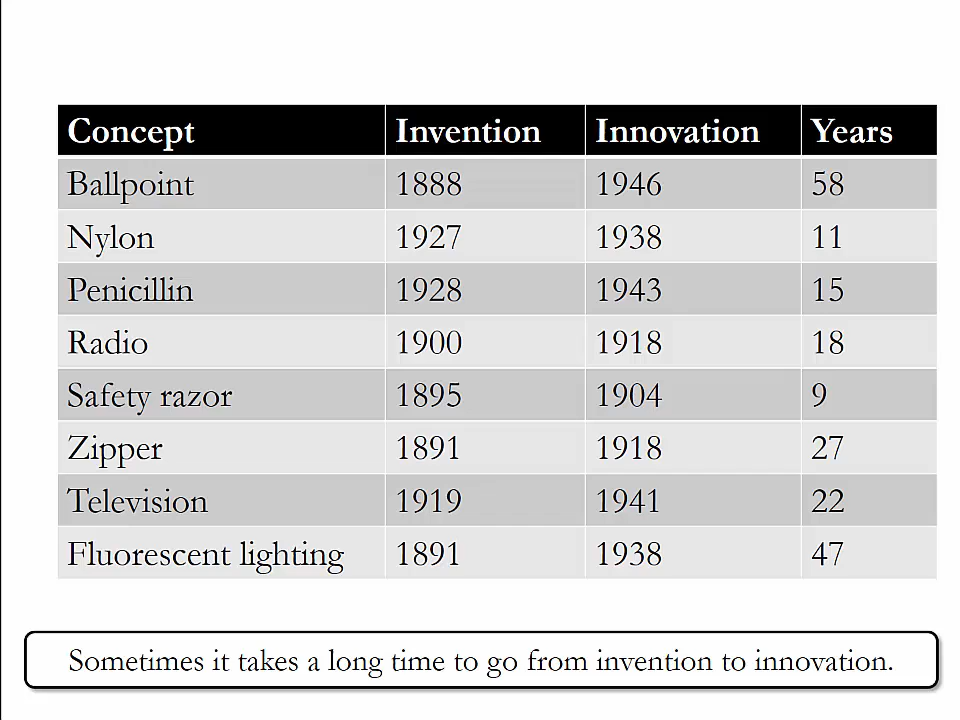 Concept Invention Innovation Years
Ballpoint 1888 1946 58
Nylon 1927 1938 11
Penicillin 1928 1943 15
Radio 1900 1918 18
Safety razor 1895 1904 9
Zipper 1891 1918 27
Television 1919 1941 22
Fluorescent lighting 1891 1938 47
Sometimes it takes a long time to go from invention to innovation.